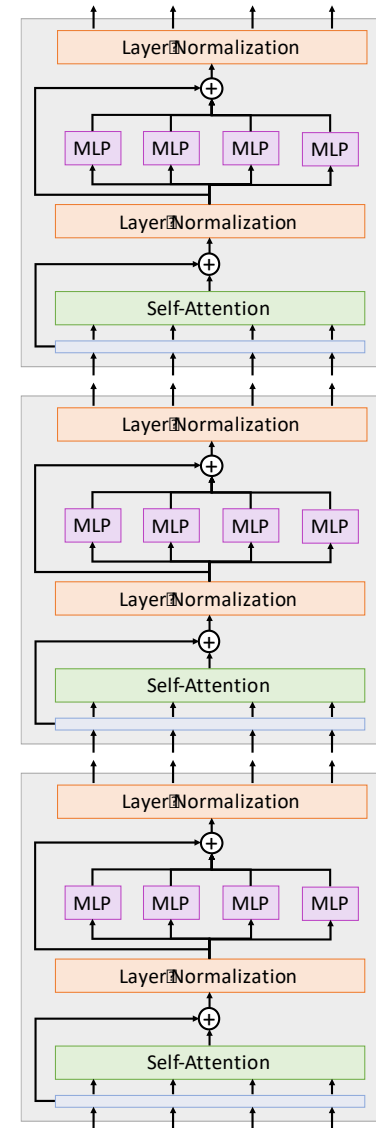 Layer Normalization
+
MLP MLP MLP MLP
Layer Normalization
+
Self-Attention
Layer Normalization
+
MLP MLP MLP MLP
Layer Normalization
+
Self-Attention
Layer Normalization
+
MLP MLP MLP MLP
Layer Normalization
+
Self-Attention